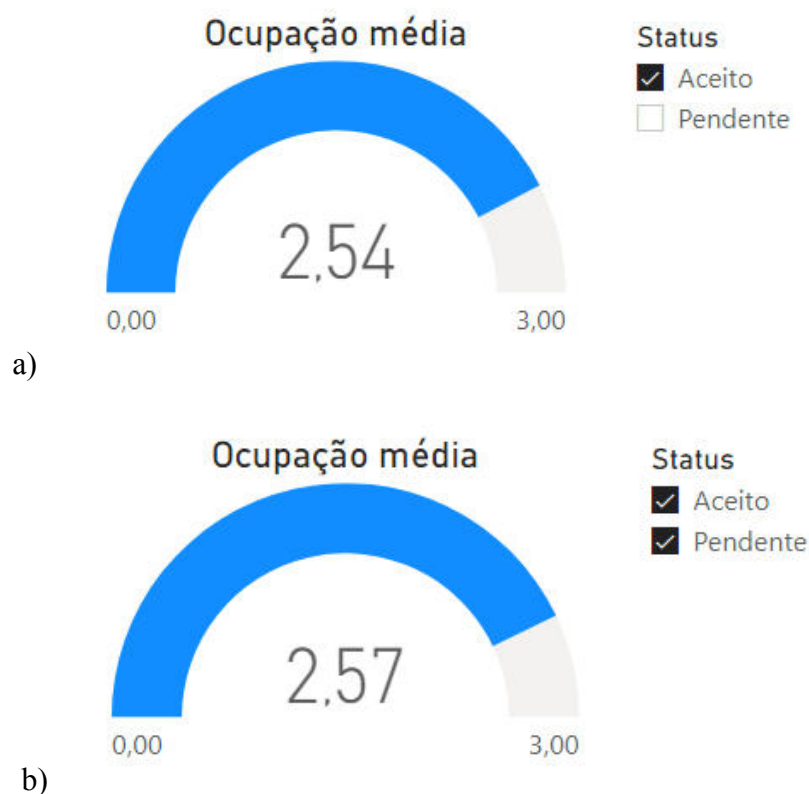 Ocupação média
Status
Aceito
Pendente
2,54
0,00
3,00
a)
Ocupação média
Status
Aceito
Pendente
2,57
0,00
3,00
b)